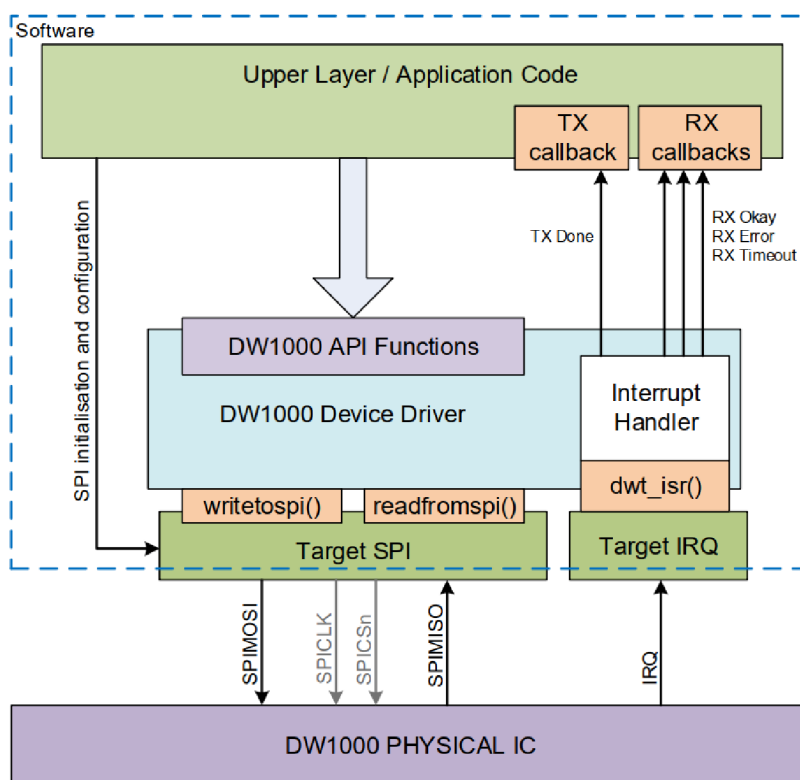 Software
Upper Layer / Application Code
TX
callback
RX
callbacks
SPI initialisation and configuration
TX Done
RX Okay
RX Error
RX Timeout
DW1000 API Functions
DW1000 Device Driver
Interrupt
Handler
writetospi()
readfromspi()
dwt_isr()
Target SPI
Target IRQ
SPIMOSI
SPICLK
SPICSn
SPIMISO
IRQ
DW1000 PHYSICAL IC